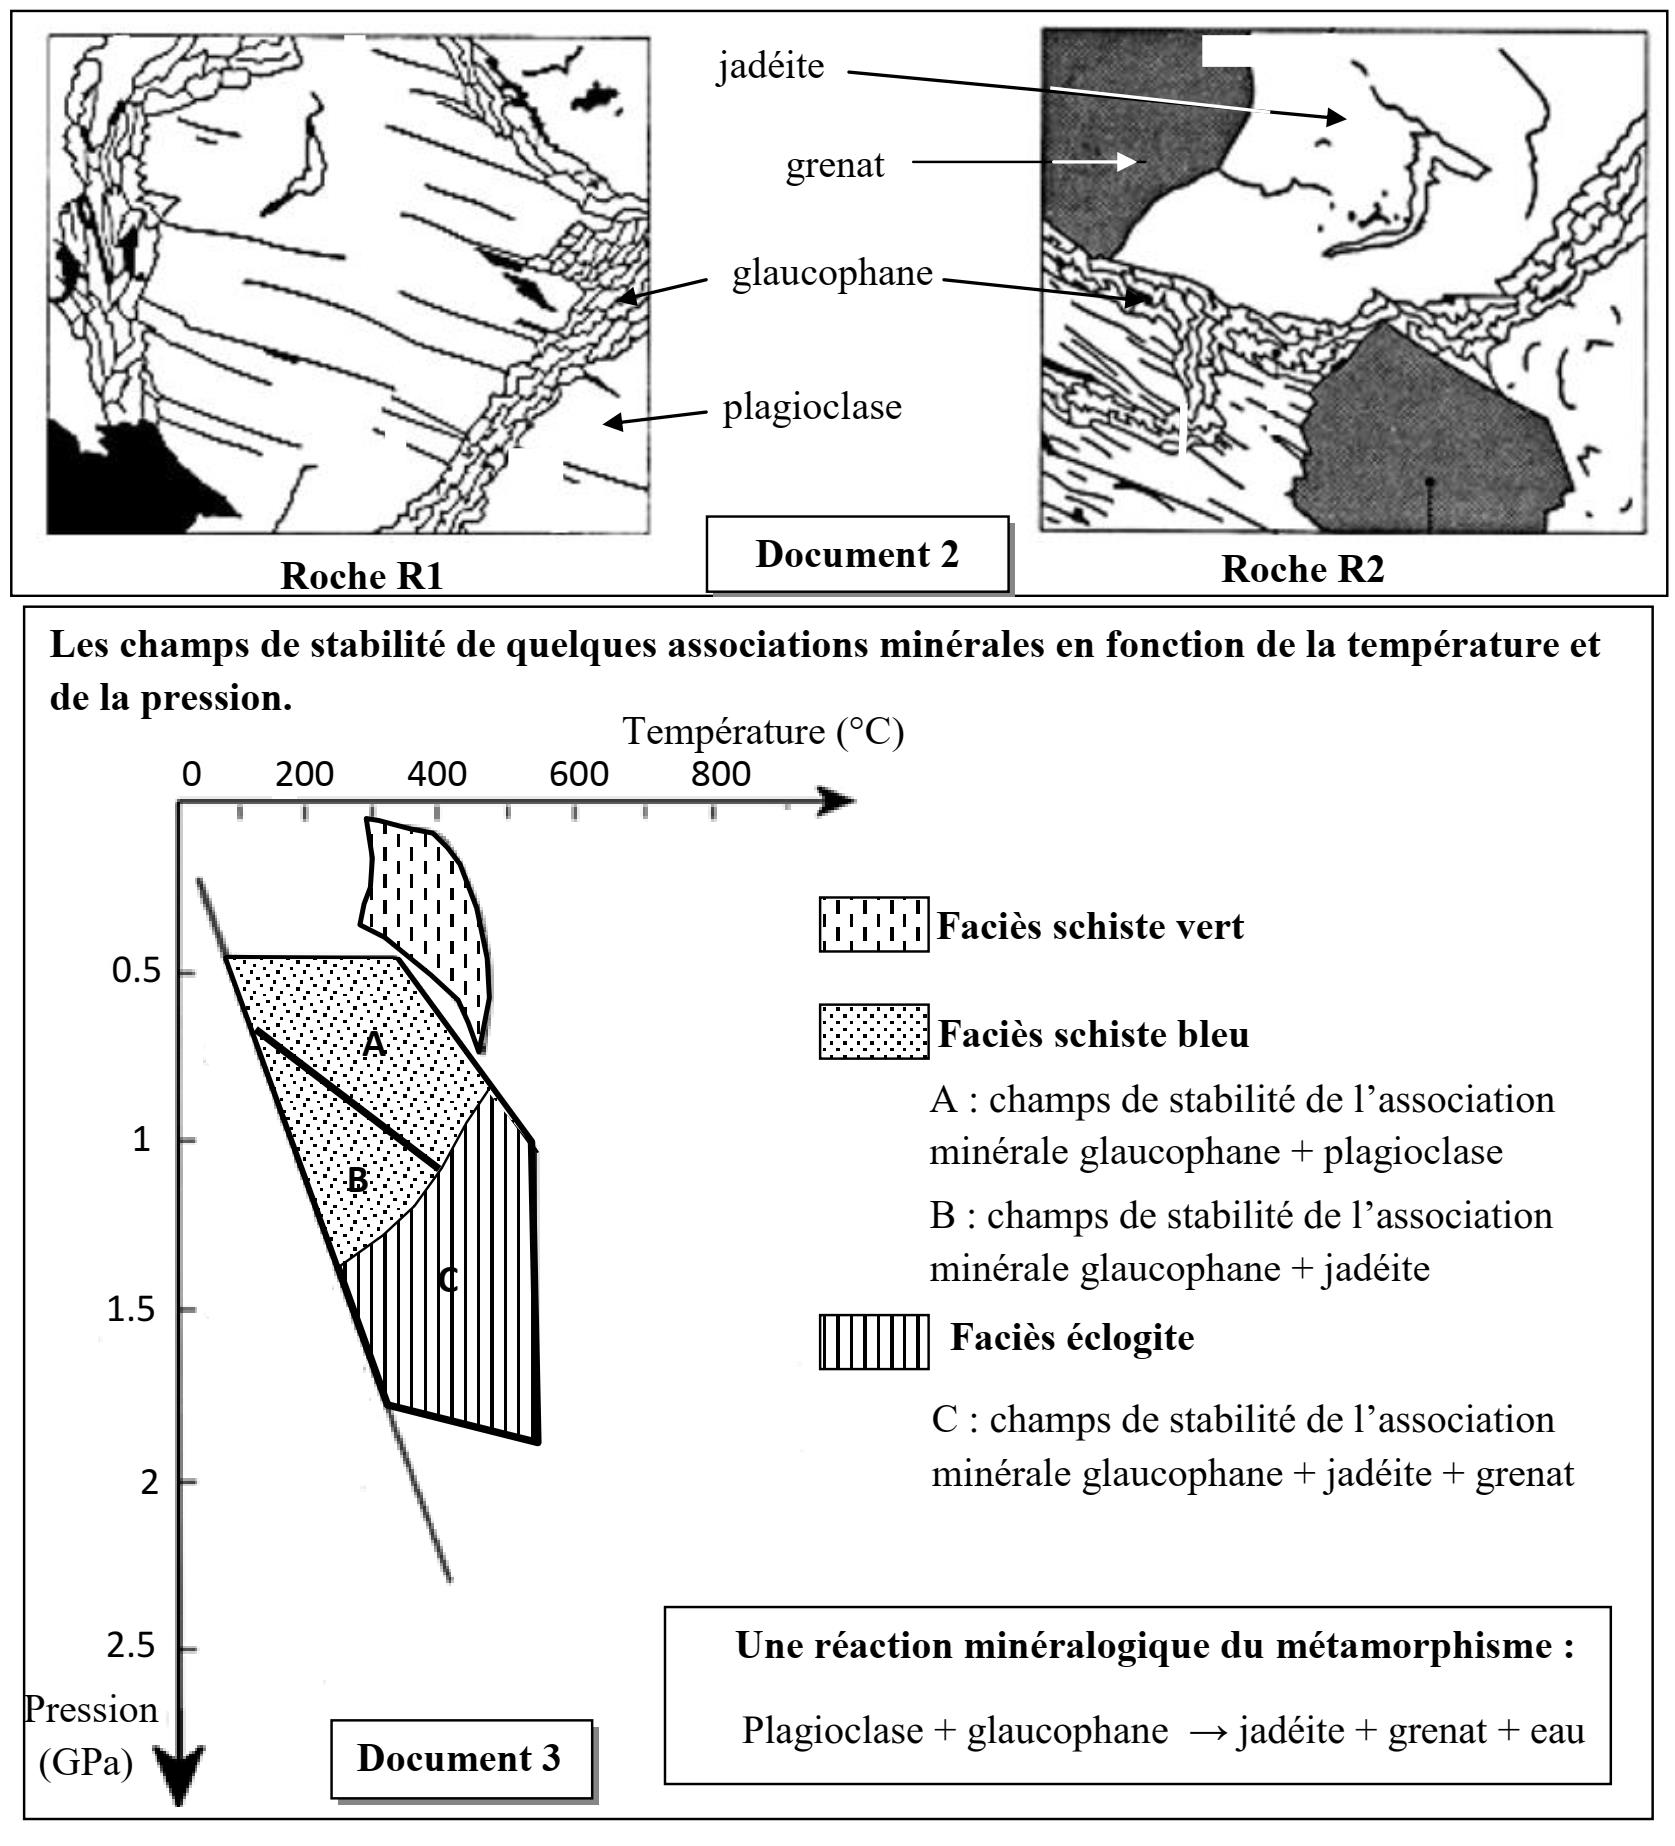 jadéite
grenat
glaucophane
plagioclase
Roche R1
Document 2
Roche R2
Les champs de stabilité de quelques associations minérales en fonction de la température et
de la pression.
Température (°C)
0 200 400 600 800
0.5
1
1.5
2
2.5
Pression
(GPa)
A
B
C
Faciès schiste vert
Faciès schiste bleu
A : champs de stabilité de l’association
minérale glaucophane + plagioclase
B : champs de stabilité de l’association
minérale glaucophane + jadéite
Faciès éclogite
C : champs de stabilité de l’association
minérale glaucophane + jadéite + grenat
Une réaction minéralogique du métamorphisme :
Plagioclase + glaucophane → jadéite + grenat + eau
Document 3